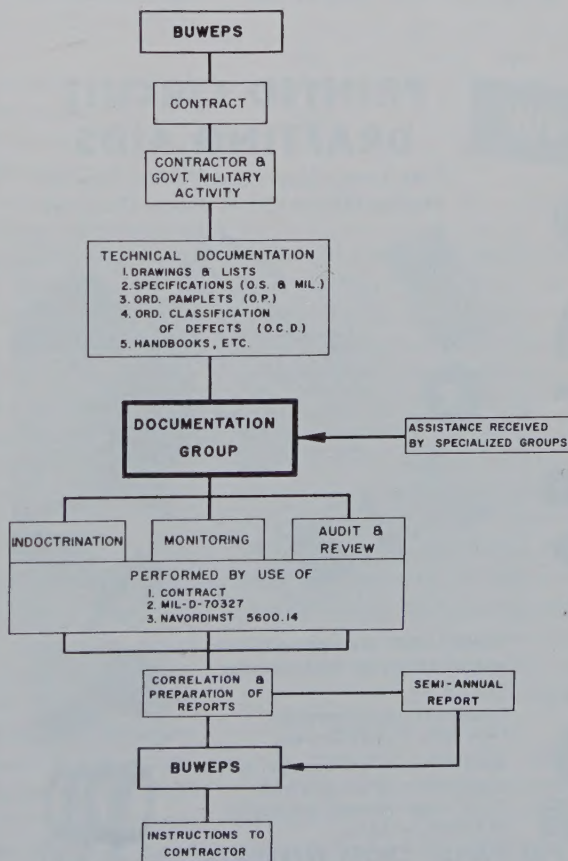 BUWEPS
CONTRACT
CONTRACTOR &
GOVT. MILITARY
ACTIVITY
TECHNICAL DOCUMENTATION
1. DRAWINGS & LISTS
2. SPECIFICATIONS (O.S. & MIL.)
3. ORD. PAMPLETS (O.P.)
4. ORD. CLASSIFICATION
OF DEFECTS (O.C.D.)
5. HANDBOOKS, ETC.
DOCUMENTATION
GROUP
ASSISTANCE RECEIVED
BY SPECIALIZED GROUPS
INDOCTRINATION
MONITORING
AUDIT &
REVIEW
PERFORMED BY USE OF
1. CONTRACT
2. MIL-D-70327
3. NAVORDINST 5600.14
CORRELATION &
PREPARATION OF
REPORTS
SEMI-ANNUAL
REPORT
BUWEPS
INSTRUCTIONS TO
CONTRACTOR